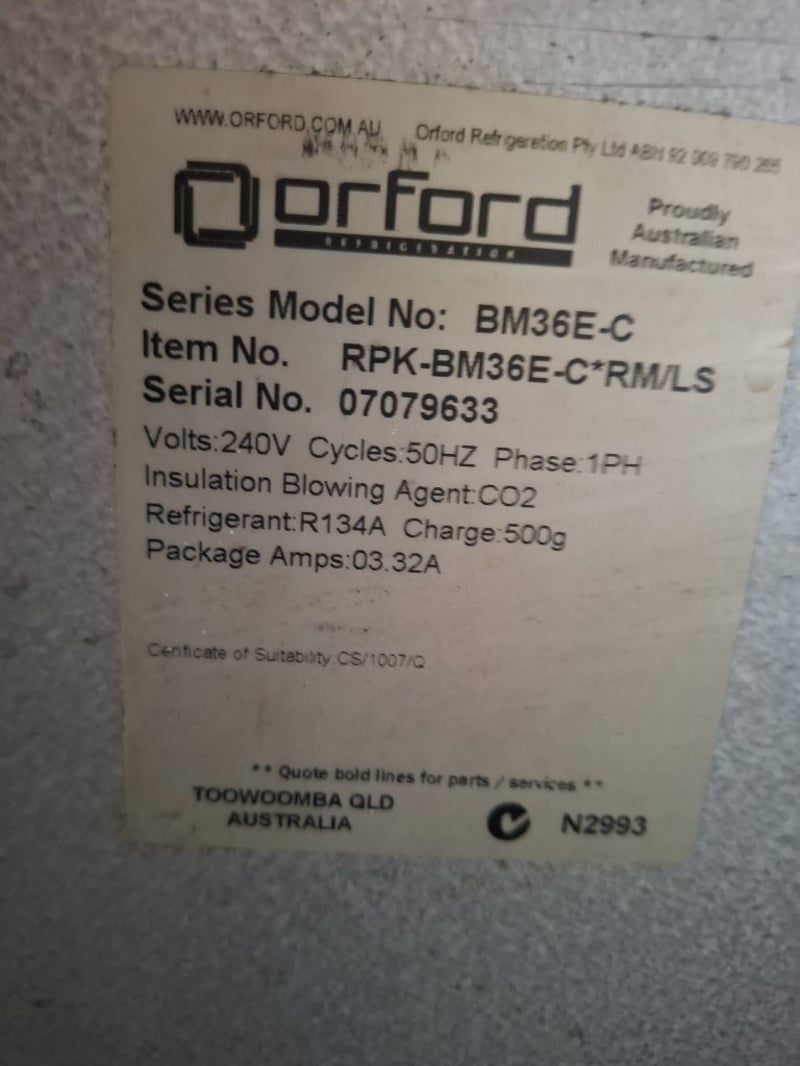 WWW.ORFORD.COM.AU Orford Refrigeretion Pty Ltd ABN 92 009 790 265
orford
REFRIGERATION
Proudly
Australian
Manufactured
Series Model No: BM36E-C
Item No. RPK-BM36E-C*RM/LS
Serial No. 07079633
Volts:240V Cycles:50HZ Phase:1PH
Insulation Blowing Agent:CO2
Refrigerant:R134A Charge:500g
Package Amps:03.32A
Cerificate of Suitability CS/1007/Q
** Quote bold lines for parts / services **
TOOWOOMBA QLD
AUSTRALIA
N2993